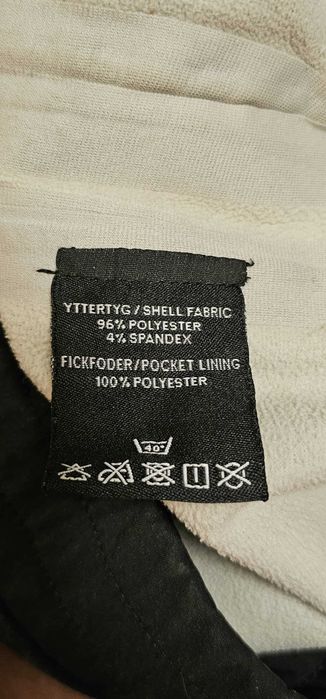 YTTERTYG / SHELL FABRIC
96% POLYESTER
4% SPANDEX
FICKFODER/POCKET LINING
100% POLYESTER
40°